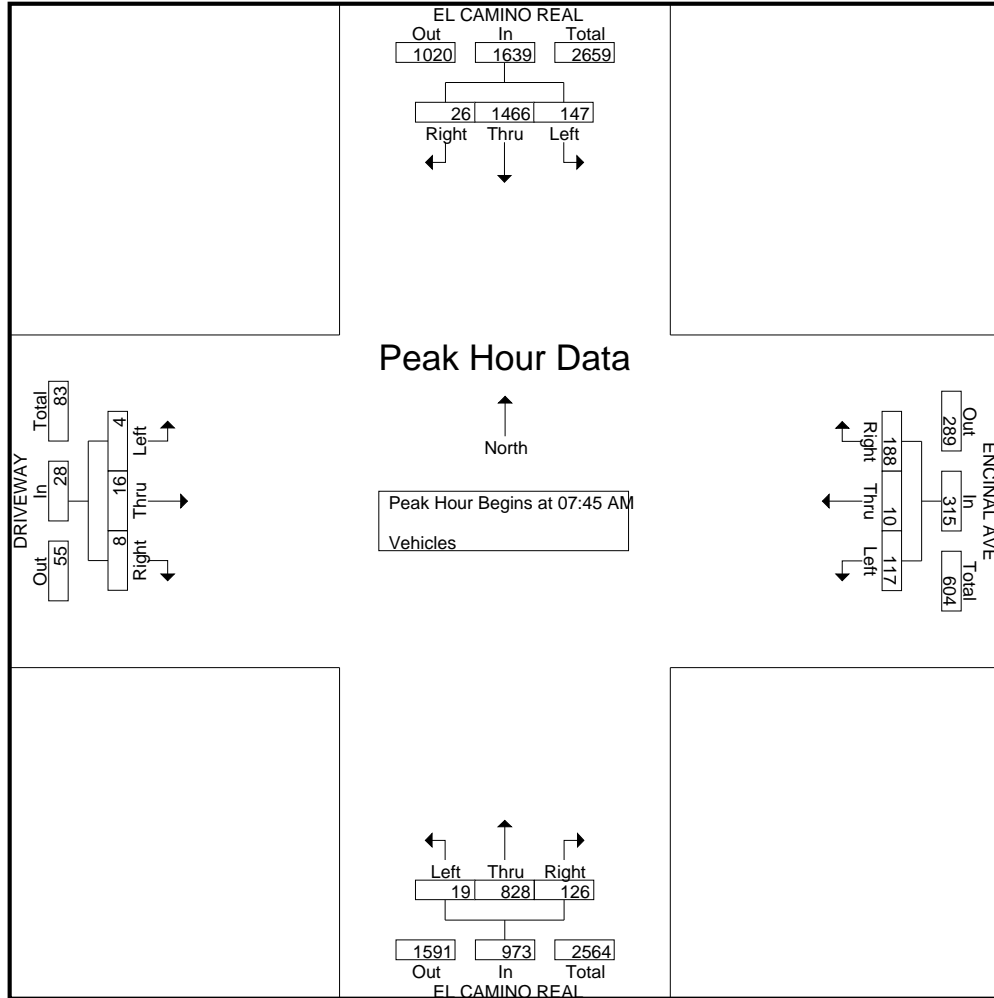 EL CAMINO REAL
Out In Total
1020 1639 2659
26 1466 147
Right Thru Left
Peak Hour Data
North
Peak Hour Begins at 07:45 AM
Vehicles
DRIVEWAY
Out In Total
55 28 83
8 16 4
Right Thru Left
ENCINAL AVE
Out In Total
289 315 604
188 10 117
Right Thru Left
Left Thru Right
19 828 126
1591 973 2564
Out In Total
EL CAMINO REAL